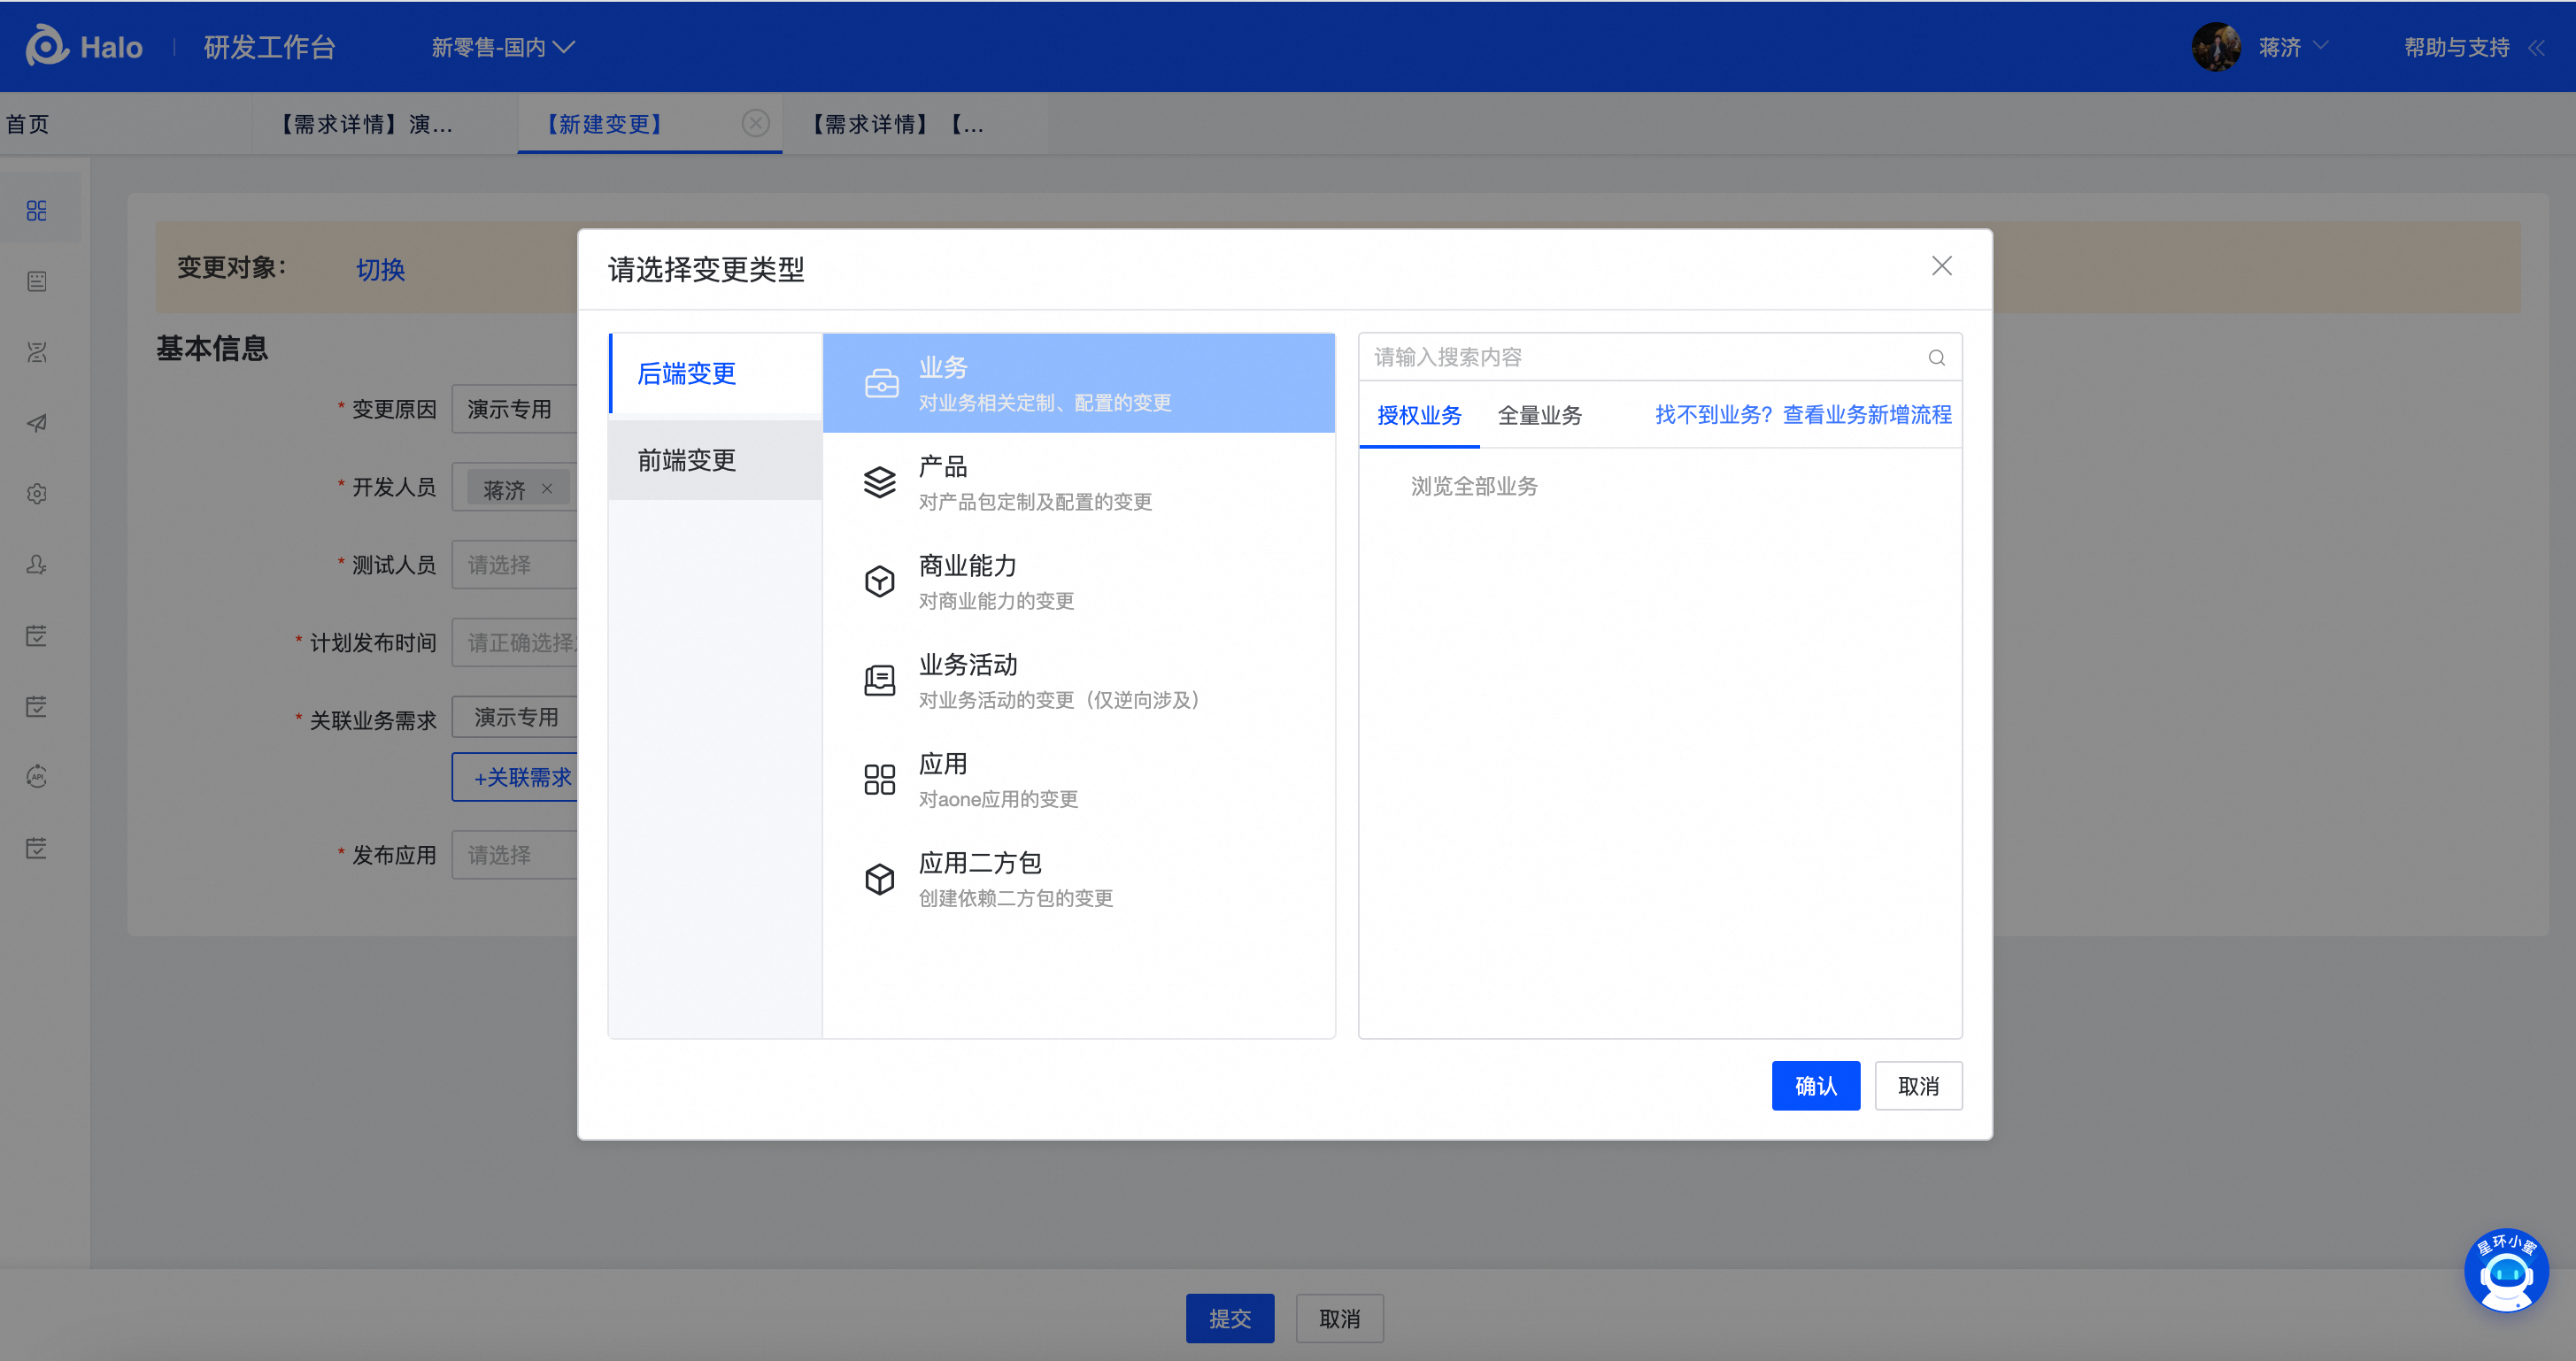 Halo
研发工作台
新零售-国内
蒋济
帮助与支持
首页
【需求详情】演...
【新建变更】
【需求详情】【...
变更对象：
切换
基本信息
* 变更原因
演示专用
* 开发人员
蒋济 ×
* 测试人员
请选择
* 计划发布时间
请正确选择
* 关联业务需求
演示专用
+关联需求
* 发布应用
请选择
请选择变更类型
后端变更
前端变更
业务
对业务相关定制、配置的变更
产品
对产品包定制及配置的变更
商业能力
对商业能力的变更
业务活动
对业务活动的变更（仅逆向涉及）
应用
对aone应用的变更
应用二方包
创建依赖二方包的变更
请输入搜索内容
授权业务
全量业务
找不到业务？查看业务新增流程
浏览全部业务
确认
取消
API
星环小蜜
提交
取消